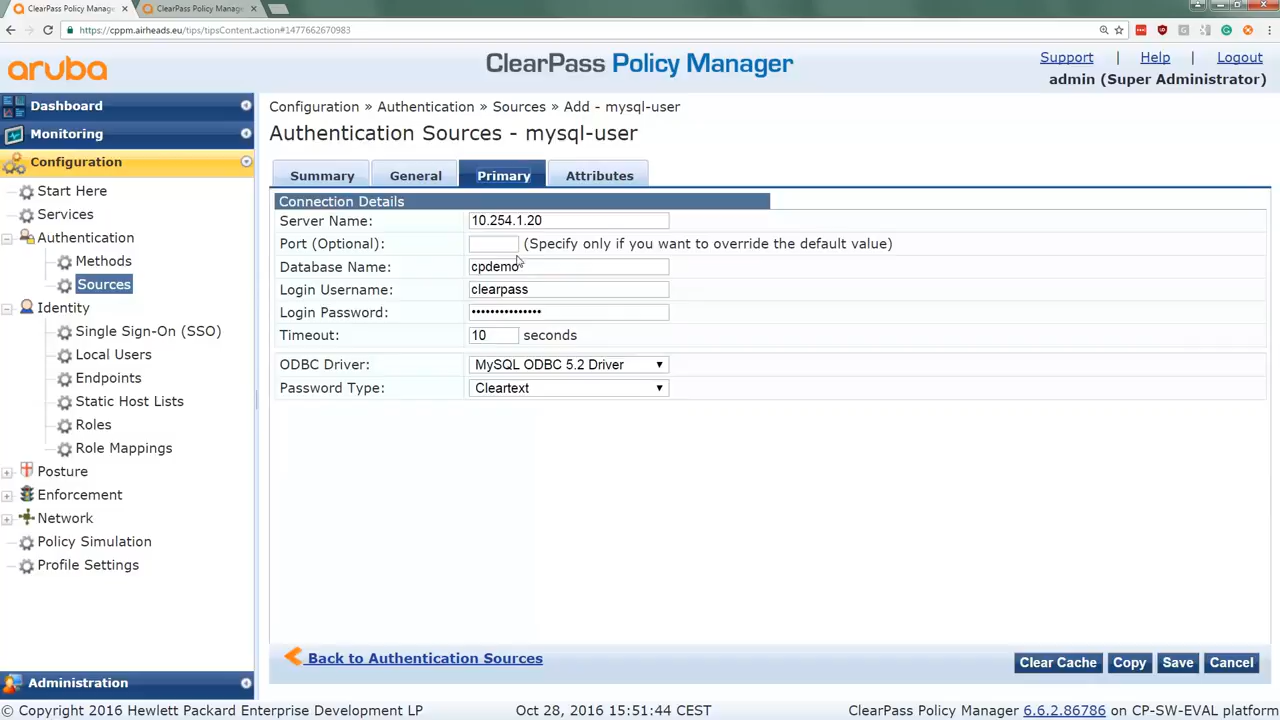 ClearPass Policy Manage ×
ClearPass Policy Manage ×
https://cppm.airheads.eu/tips/tipsContent.action#1477662670983
aruba
ClearPass Policy Manager
Support | Help | Logout
admin (Super Administrator)
Dashboard
Monitoring
Configuration
Start Here
Services
Authentication
Methods
Sources
Identity
Single Sign-On (SSO)
Local Users
Endpoints
Static Host Lists
Roles
Role Mappings
Posture
Enforcement
Network
Policy Simulation
Profile Settings
Administration
Configuration » Authentication » Sources » Add - mysql-user
Authentication Sources - mysql-user
Summary General Primary Attributes
Connection Details
Server Name: 10.254.1.20
Port (Optional): (Specify only if you want to override the default value)
Database Name: cpdemo
Login Username: clearpass
Login Password: •••••••••••••••
Timeout: 10 seconds
ODBC Driver: MySQL ODBC 5.2 Driver
Password Type: Cleartext
Back to Authentication Sources
Clear Cache Copy Save Cancel
© Copyright 2016 Hewlett Packard Enterprise Development LP Oct 28, 2016 15:51:44 CEST ClearPass Policy Manager 6.6.2.86786 on CP-SW-EVAL platform